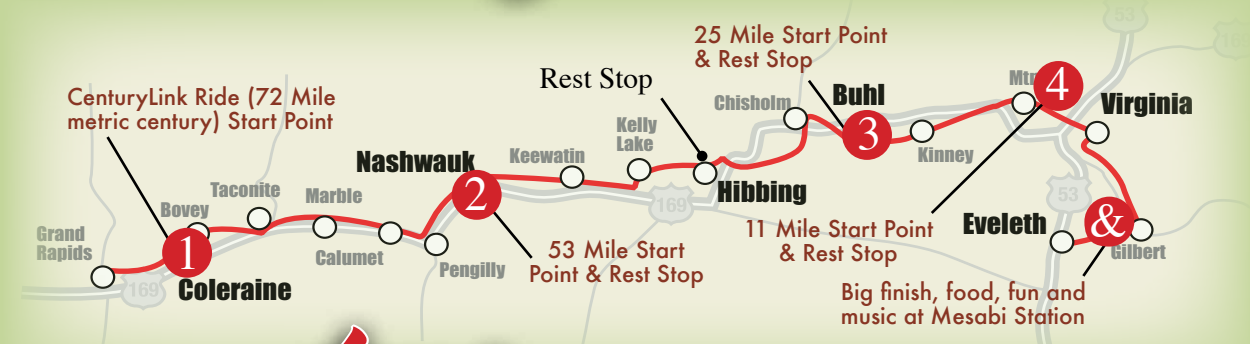 53
169
25 Mile Start Point
& Rest Stop
Rest Stop
CenturyLink Ride (72 Mile
metric century) Start Point
Chisholm
Buhl
3
Mtn
4
Virginia
Kinney
Kelly
Lake
Keewatin
Nashwauk
2
Hibbing
169
53
Taconite
Marble
Bovey
Grand
Rapids
1
Coleraine
169
Calumet
Pengilly
53 Mile Start
Point & Rest Stop
11 Mile Start Point
& Rest Stop
Eveleth
&
Gilbert
Big finish, food, fun and
music at Mesabi Station